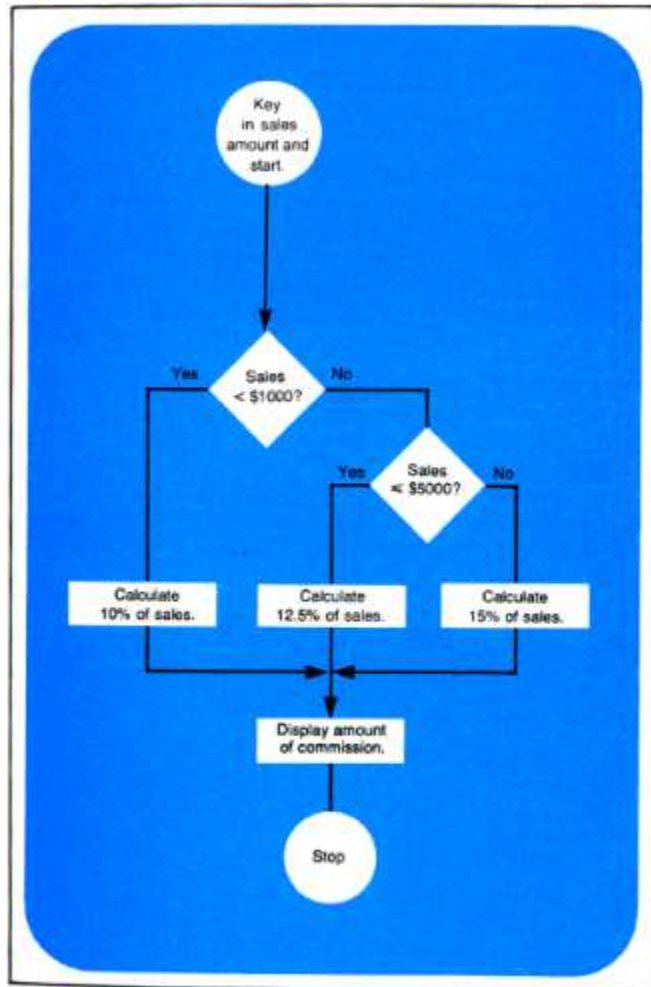 Key
in sales
amount and
start.
Yes
Sales
< $1000?
No
Yes
Sales
≤ $5000?
No
Calculate
10% of sales.
Calculate
12.5% of sales.
Calculate
15% of sales.
Display amount
of commission.
Stop